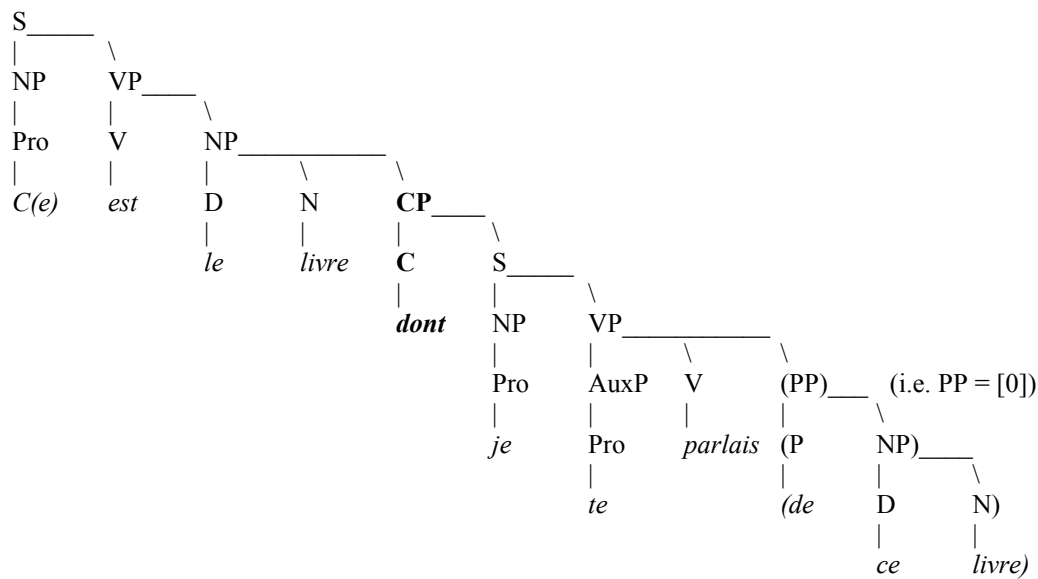 S
NP VP
Pro V NP
C(e) est D N CP
le livre C S
dont NP VP
Pro AuxP V (PP) (i.e. PP = [0])
je Pro parlais (P NP)
te (de D N)
ce livre)